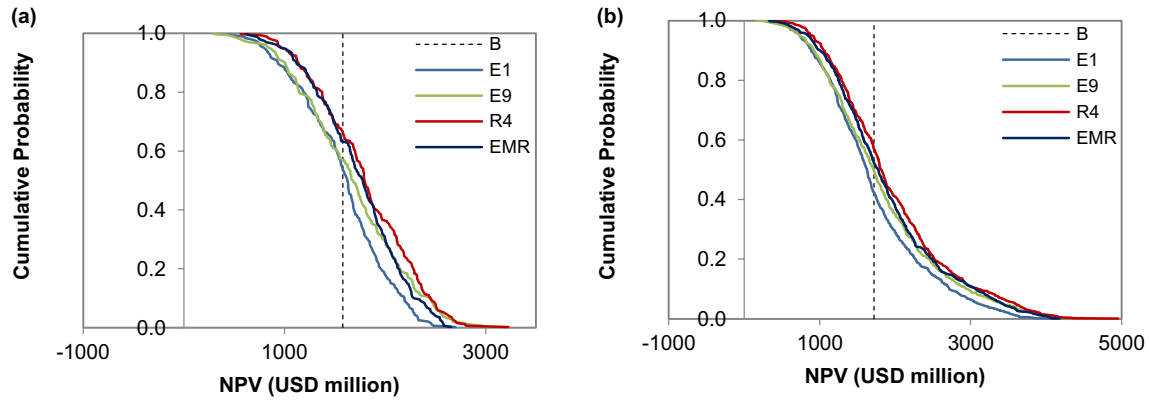 (a)
Cumulative Probability
1.0
0.8
0.6
0.4
0.2
0.0
-1000
1000
3000
NPV (USD million)
B
E1
E9
R4
EMR
(b)
Cumulative Probability
1.0
0.8
0.6
0.4
0.2
0.0
-1000
1000
3000
5000
NPV (USD million)
B
E1
E9
R4
EMR